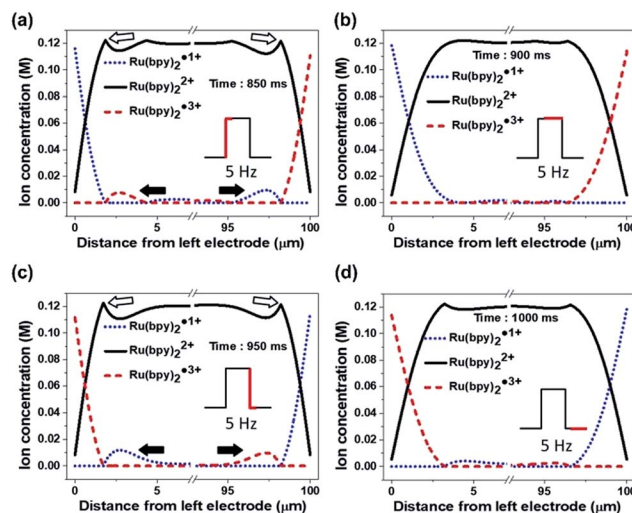 (a)
Ion concentration (M)
0.12
0.10
0.08
0.06
0.04
0.02
0.00
Ru(bpy)₂•1+
Ru(bpy)₂2+
Ru(bpy)₂•3+
Time : 850 ms
5 Hz
0 5 95 100
Distance from left electrode (μm)
(b)
Ion concentration (M)
0.12
0.10
0.08
0.06
0.04
0.02
0.00
Time : 900 ms
Ru(bpy)₂•1+
Ru(bpy)₂2+
Ru(bpy)₂•3+
5 Hz
0 5 95 100
Distance from left electrode (μm)
(c)
Ion concentration (M)
0.12
0.10
0.08
0.06
0.04
0.02
0.00
Ru(bpy)₂•1+
Ru(bpy)₂2+
Ru(bpy)₂•3+
Time : 950 ms
5 Hz
0 5 95 100
Distance from left electrode (μm)
(d)
Ion concentration (M)
0.12
0.10
0.08
0.06
0.04
0.02
0.00
Time : 1000 ms
Ru(bpy)₂•1+
Ru(bpy)₂2+
Ru(bpy)₂•3+
5 Hz
0 5 95 100
Distance from left electrode (μm)